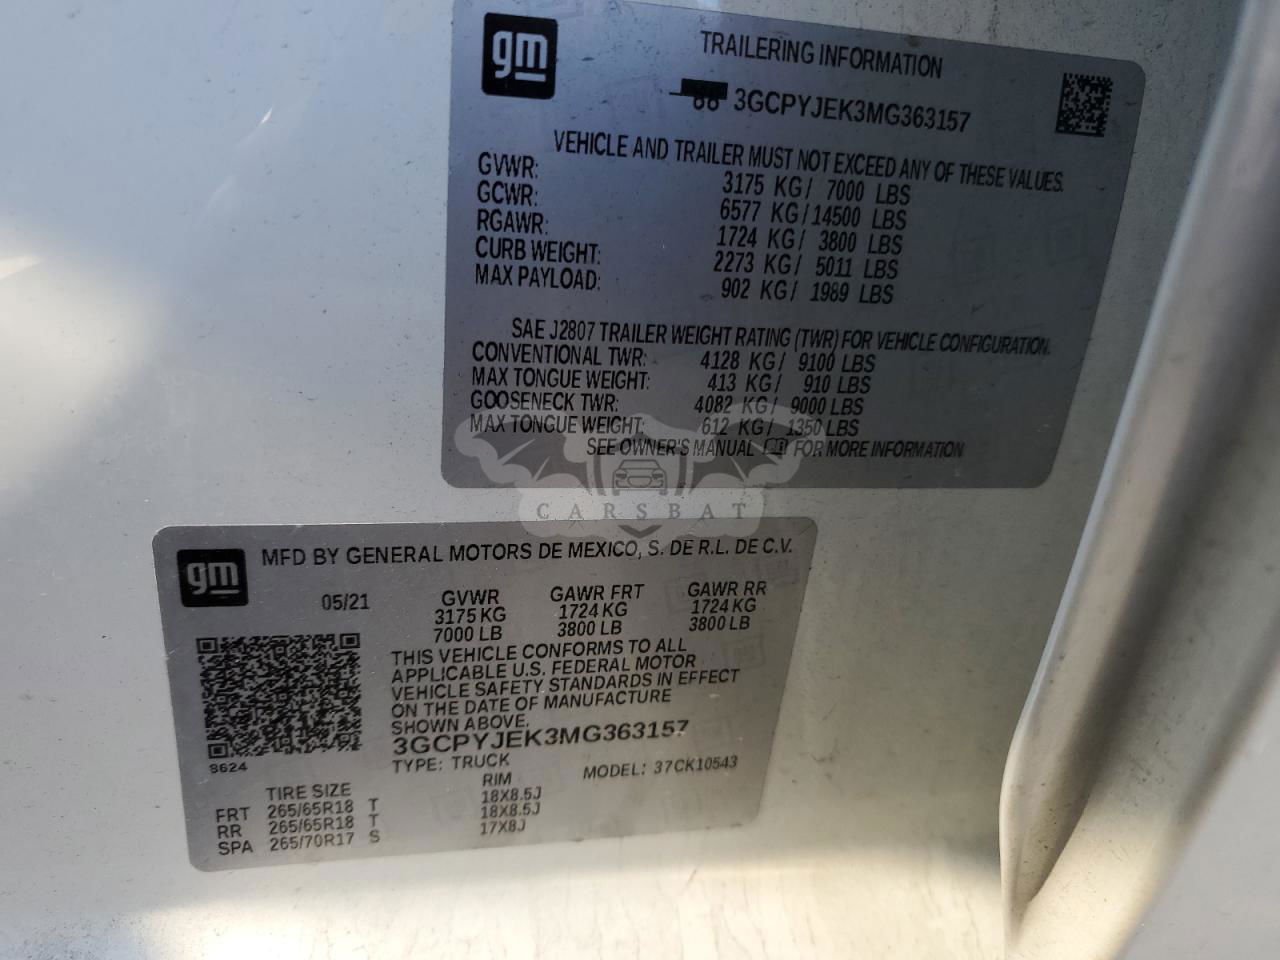 gm
TRAILERING INFORMATION
3GCPYJEK3MG363157
VEHICLE AND TRAILER MUST NOT EXCEED ANY OF THESE VALUES.
GVWR: 3175 KG/ 7000 LBS
GCWR: 6577 KG/14500 LBS
RGAWR: 1724 KG/ 3800 LBS
CURB WEIGHT: 2273 KG/ 5011 LBS
MAX PAYLOAD: 902 KG/ 1989 LBS
SAE J2807 TRAILER WEIGHT RATING (TWR) FOR VEHICLE CONFIGURATION.
CONVENTIONAL TWR: 4128 KG/ 9100 LBS
MAX TONGUE WEIGHT: 413 KG/ 910 LBS
GOOSENECK TWR: 4082 KG/ 9000 LBS
MAX TONGUE WEIGHT: 612 KG/ 1350 LBS
SEE OWNER'S MANUAL FOR MORE INFORMATION
CARSBAT
gm
MFD BY GENERAL MOTORS DE MEXICO, S. DE R.L. DE C.V.
05/21 GVWR GAWR FRT GAWR RR
3175 KG 1724 KG 1724 KG
7000 LB 3800 LB 3800 LB
THIS VEHICLE CONFORMS TO ALL
APPLICABLE U.S. FEDERAL MOTOR
VEHICLE SAFETY STANDARDS IN EFFECT
ON THE DATE OF MANUFACTURE
SHOWN ABOVE.
3GCPYJEK3MG363157
S624 TYPE: TRUCK MODEL: 37CK10543
TIRE SIZE RIM
FRT 265/65R18 T 18X8.5J
RR 265/65R18 T 18X8.5J
SPA 265/70R17 S 17X8J